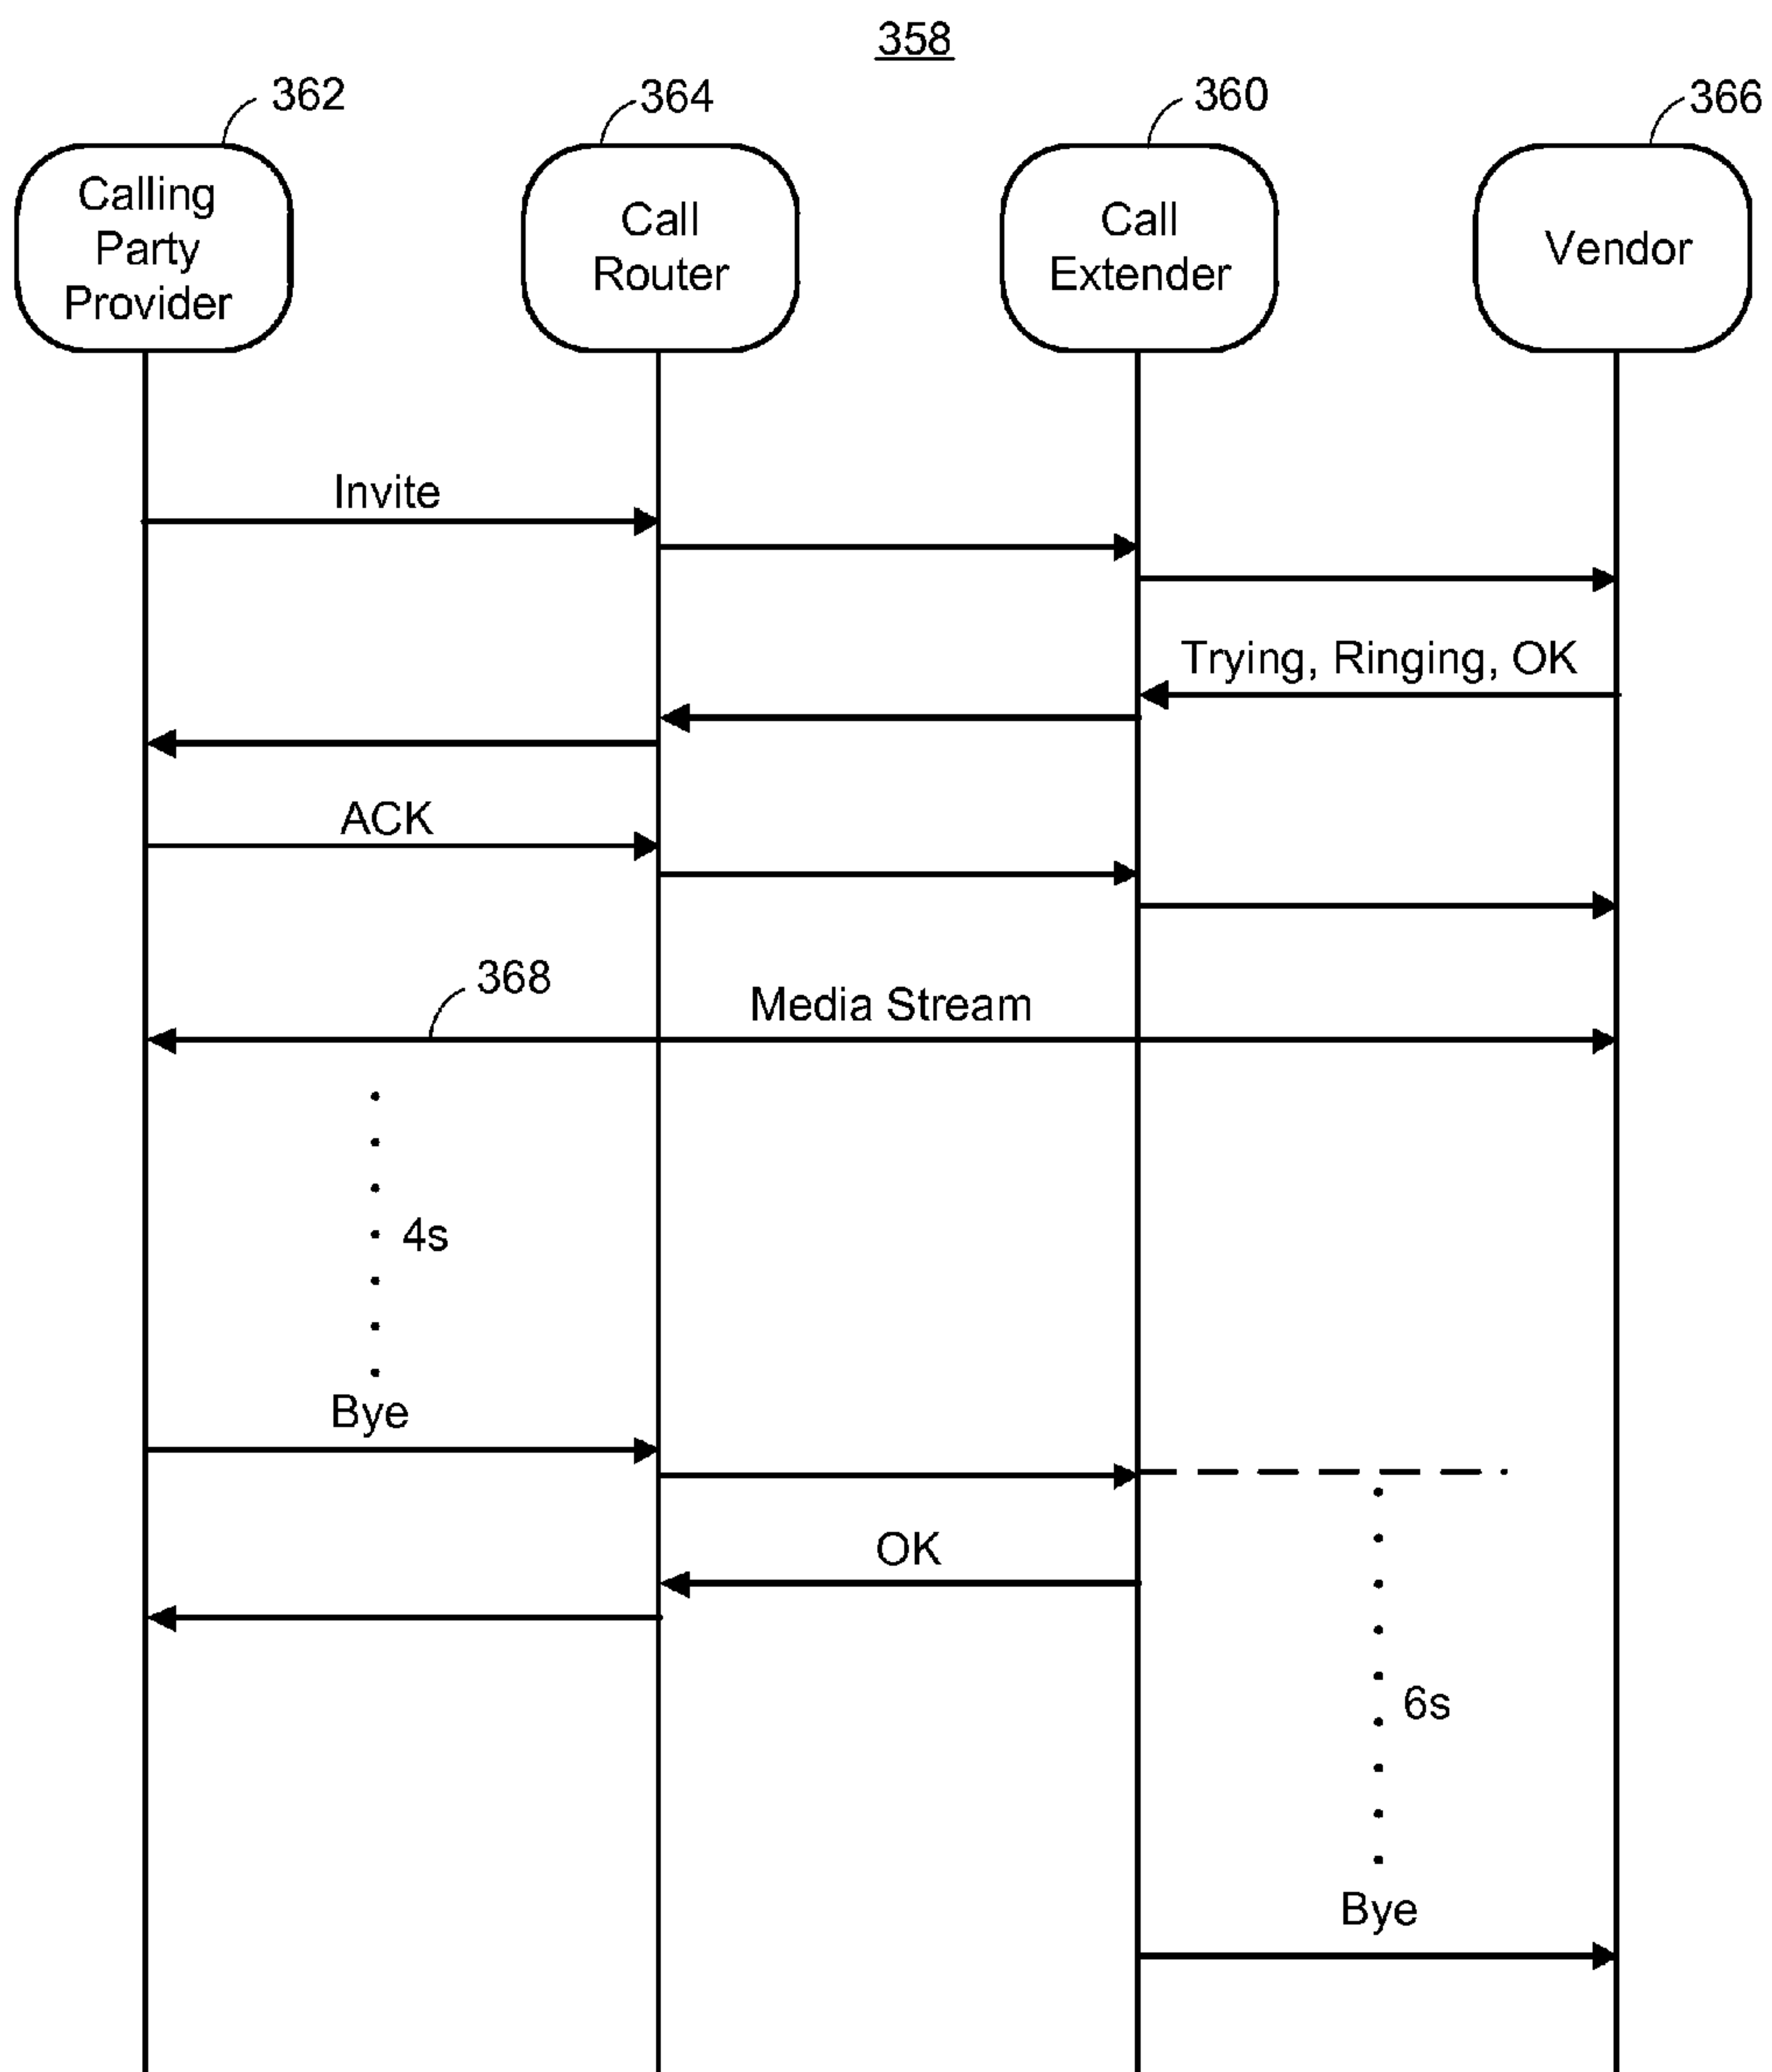 358
362
364
360
366
Calling
Party
Provider
Call
Router
Call
Extender
Vendor
Invite
Trying, Ringing, OK
ACK
368
Media Stream
4s
Bye
OK
6s
Bye